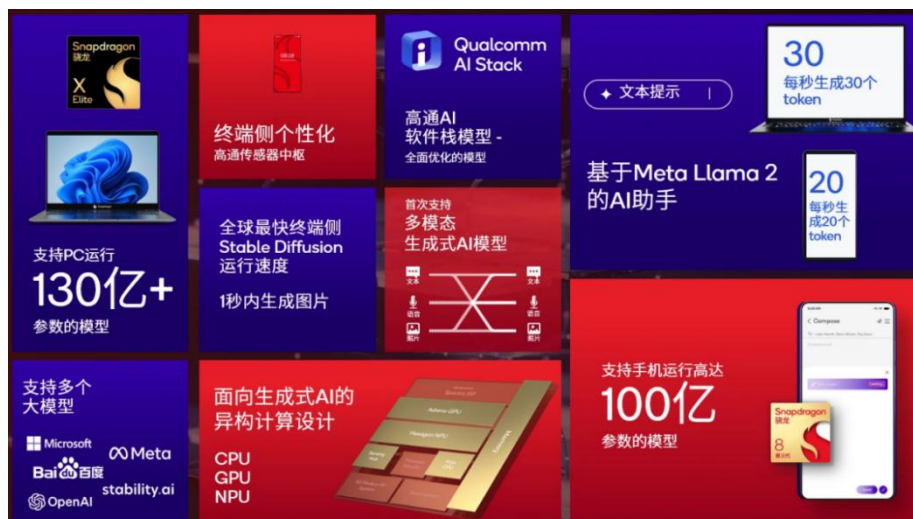 Snapdragon
骁龙
X
Elite
支持PC运行
130亿+
参数的模型
终端侧个性化
高通传感器中枢
Qualcomm
AI Stack
高通AI
软件栈模型 -
全面优化的模型
文本提示
30
每秒生成30个
token
基于Meta Llama 2
的AI助手
20
每秒生
成20个
token
全球最快终端侧
Stable Diffusion
运行速度
1秒内生成图片
首次支持
多模态
生成式AI模型
文本
文本
语音
语音
图片
图片
支持多个
大模型
Microsoft
Meta
Bai du 百度
stability.ai
OpenAI
面向生成式AI的
异构计算设计
CPU
GPU
NPU
Adreno GPU
Hexagon NPU
Memory
支持手机运行高达
100亿
参数的模型
Compose
Snapdragon
骁龙
8